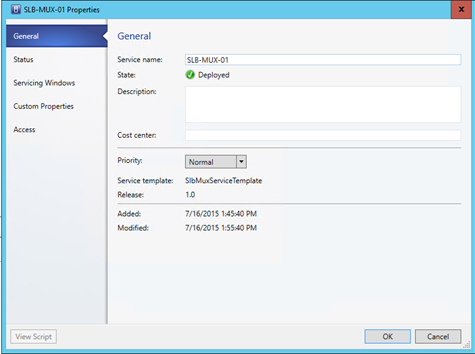 SLB-MUX-01 Properties
x
General
Status
Servicing Windows
Custom Properties
Access
General
Service name: SLB-MUX-01
State: Deployed
Description:
Cost center:
Priority: Normal
Service template: SlbMuxServiceTemplate
Release: 1.0
Added: 7/16/2015 1:45:40 PM
Modified: 7/16/2015 1:55:40 PM
View Script
OK
Cancel